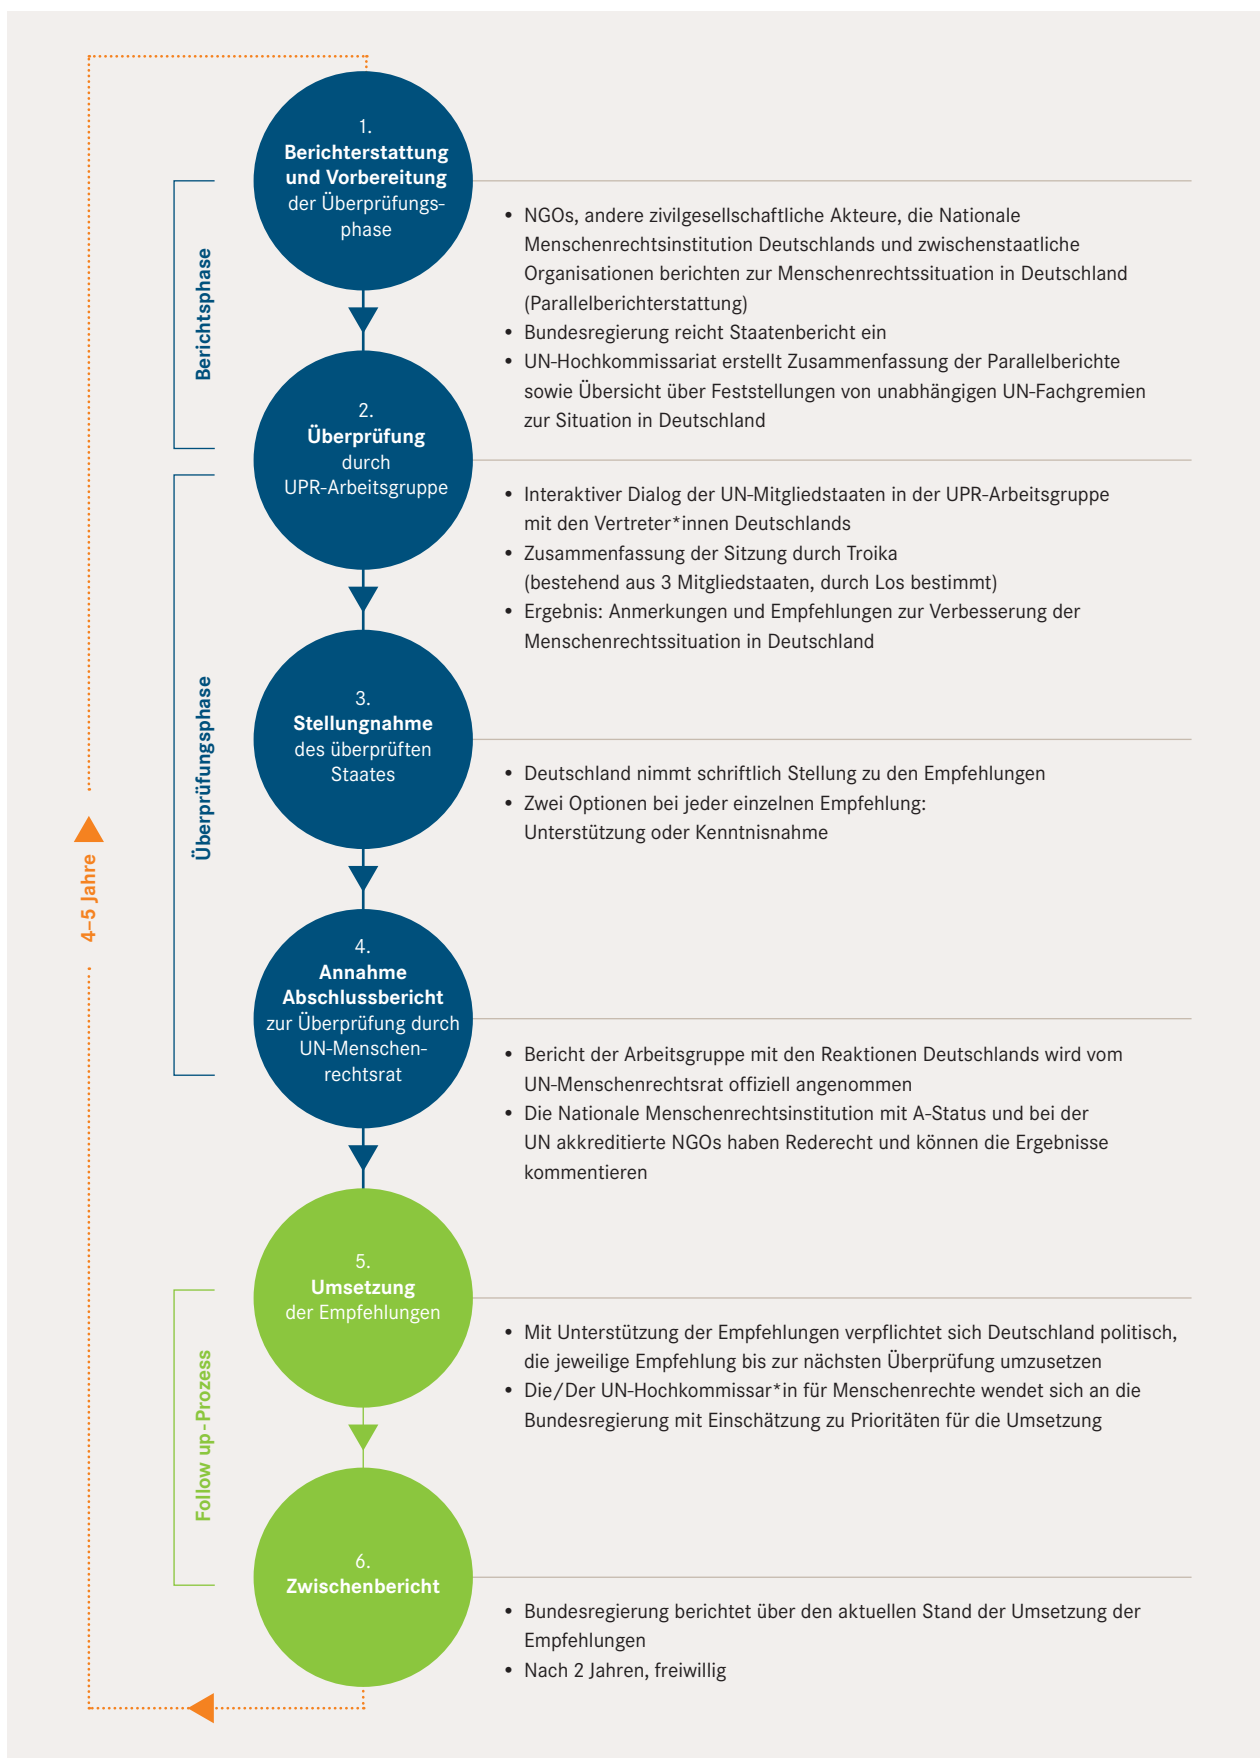 1.
Berichterstattung
und Vorbereitung
der Überprüfungs-
phase
Berichtsphase
• NGOs, andere zivilgesellschaftliche Akteure, die Nationale
Menschenrechtsinstitution Deutschlands und zwischenstaatliche
Organisationen berichten zur Menschenrechtssituation in Deutschland
(Parallelberichterstattung)
• Bundesregierung reicht Staatenbericht ein
• UN-Hochkommissariat erstellt Zusammenfassung der Parallelberichte
sowie Übersicht über Feststellungen von unabhängigen UN-Fachgremien
zur Situation in Deutschland
2.
Überprüfung
durch
UPR-Arbeitsgruppe
• Interaktiver Dialog der UN-Mitgliedstaaten in der UPR-Arbeitsgruppe
mit den Vertreter*innen Deutschlands
• Zusammenfassung der Sitzung durch Troika
(bestehend aus 3 Mitgliedstaaten, durch Los bestimmt)
• Ergebnis: Anmerkungen und Empfehlungen zur Verbesserung der
Menschenrechtssituation in Deutschland
Überprüfungsphase
3.
Stellungnahme
des überprüften
Staates
• Deutschland nimmt schriftlich Stellung zu den Empfehlungen
• Zwei Optionen bei jeder einzelnen Empfehlung:
Unterstützung oder Kenntnisnahme
4–5 Jahre
4.
Annahme
Abschlussbericht
zur Überprüfung durch
UN-Menschen-
rechtsrat
• Bericht der Arbeitsgruppe mit den Reaktionen Deutschlands wird vom
UN-Menschenrechtsrat offiziell angenommen
• Die Nationale Menschenrechtsinstitution mit A-Status und bei der
UN akkreditierte NGOs haben Rederecht und können die Ergebnisse
kommentieren
5.
Umsetzung
der Empfehlungen
• Mit Unterstützung der Empfehlungen verpflichtet sich Deutschland politisch,
die jeweilige Empfehlung bis zur nächsten Überprüfung umzusetzen
• Die/Der UN-Hochkommissar*in für Menschenrechte wendet sich an die
Bundesregierung mit Einschätzung zu Prioritäten für die Umsetzung
Follow up-Prozess
6.
Zwischenbericht
• Bundesregierung berichtet über den aktuellen Stand der Umsetzung der
Empfehlungen
• Nach 2 Jahren, freiwillig